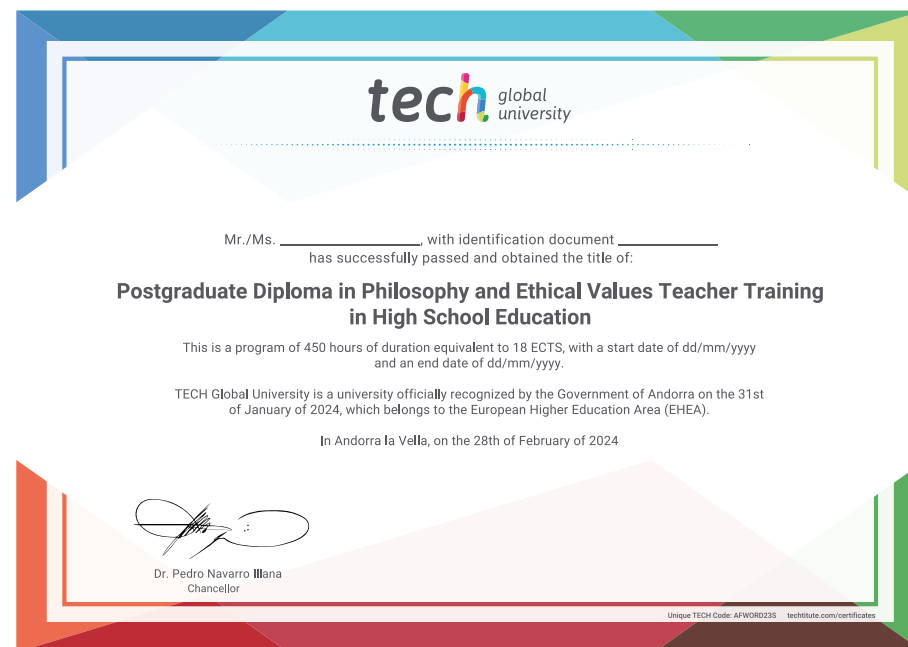 tech global university
Mr./Ms. ____________________, with identification document ______________
has successfully passed and obtained the title of:
Postgraduate Diploma in Philosophy and Ethical Values Teacher Training
in High School Education
This is a program of 450 hours of duration equivalent to 18 ECTS, with a start date of dd/mm/yyyy
and an end date of dd/mm/yyyy.
TECH Global University is a university officially recognized by the Government of Andorra on the 31st
of January of 2024, which belongs to the European Higher Education Area (EHEA).
In Andorra la Vella, on the 28th of February of 2024
Dr. Pedro Navarro Illana
Chancellor
Unique TECH Code: AFWORD23S techtitute.com/certificates